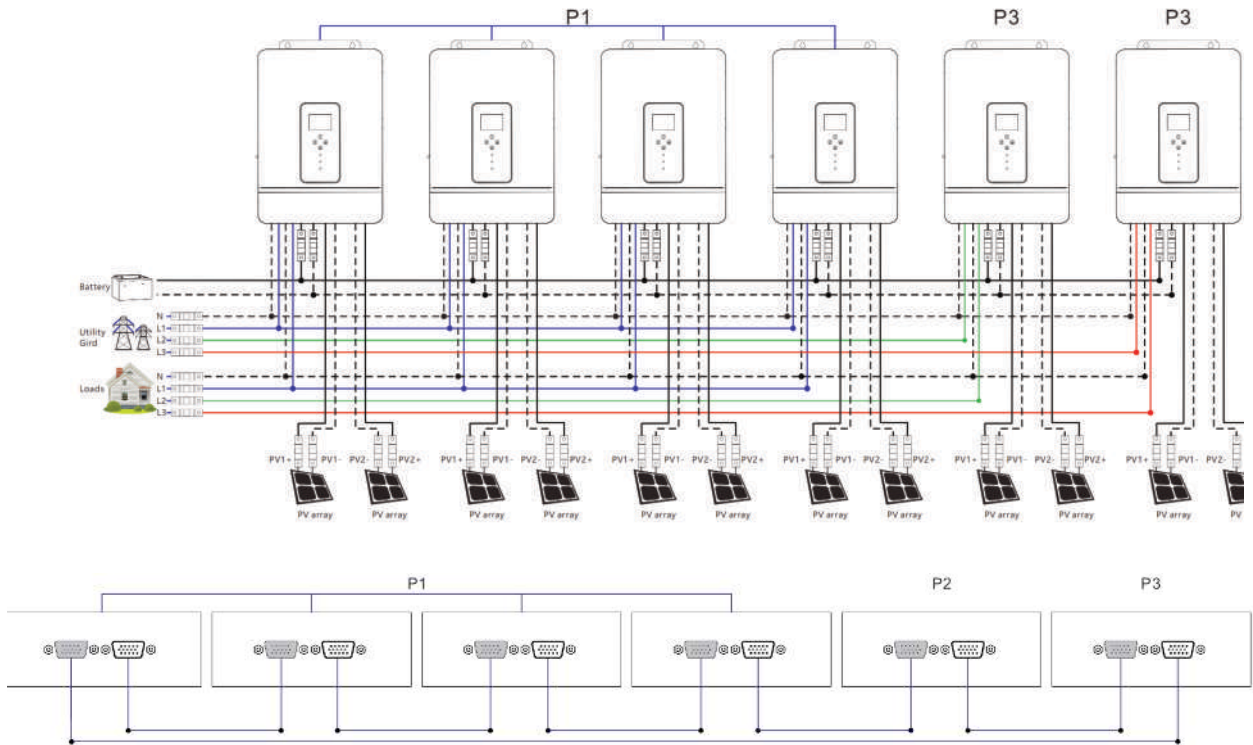 P1 P3 P3
Battery
N
Utility L1
Gird L2
L3
N
Loads L1
L2
L3
PV1+ PV1- PV2- PV2+ PV1+ PV1- PV2- PV2+ PV1+ PV1- PV2- PV2+ PV1+ PV1- PV2- PV2+ PV1+ PV1- PV2- PV2+ PV1+ PV1- PV2-
PV array PV array PV array PV array PV array PV array PV array PV array PV array PV array PV array PV
P1 P2 P3